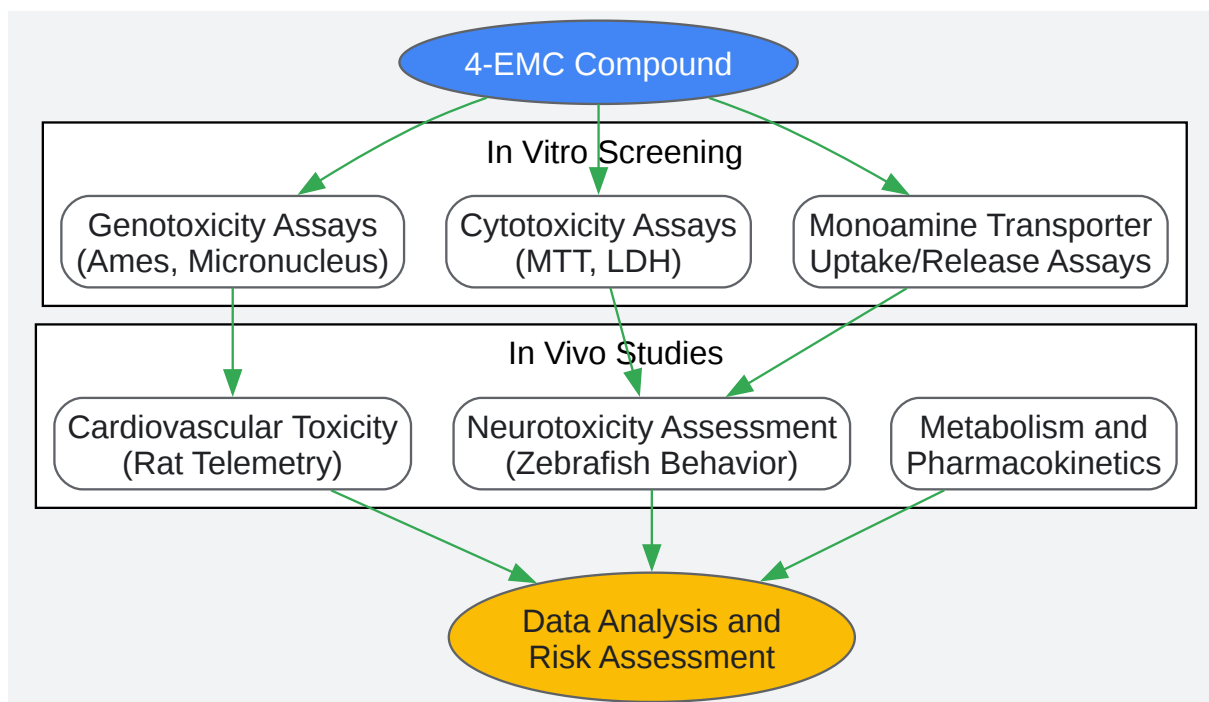 4-EMC Compound
In Vitro Screening
Genotoxicity Assays
(Ames, Micronucleus)
Cytotoxicity Assays
(MTT, LDH)
Monoamine Transporter
Uptake/Release Assays
In Vivo Studies
Cardiovascular Toxicity
(Rat Telemetry)
Neurotoxicity Assessment
(Zebrafish Behavior)
Metabolism and
Pharmacokinetics
Data Analysis and
Risk Assessment